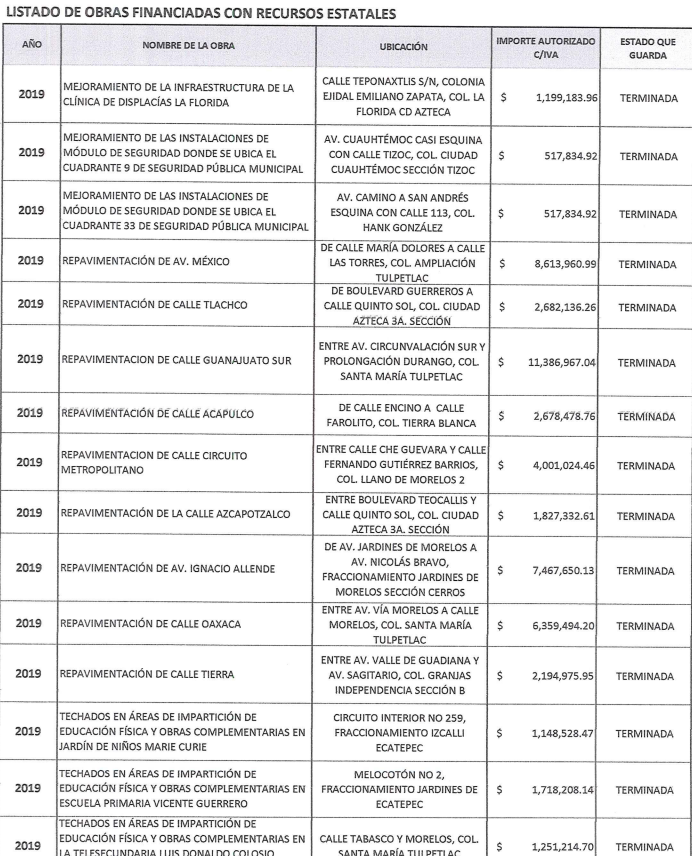 LISTADO DE OBRAS FINANCIADAS CON RECURSOS ESTATALES
AÑO NOMBRE DE LA OBRA UBICACIÓN IMPORTE AUTORIZADO C/IVA ESTADO QUE GUARDA
2019 MEJORAMIENTO DE LA INFRAESTRUCTURA DE LA CLÍNICA DE DISPLACÍAS LA FLORIDA CALLE TEPONAXTLIS S/N, COLONIA EJIDAL EMILIANO ZAPATA, COL. LA FLORIDA CD AZTECA $ 1,199,183.96 TERMINADA
2019 MEJORAMIENTO DE LAS INSTALACIONES DE MÓDULO DE SEGURIDAD DONDE SE UBICA EL CUADRANTE 9 DE SEGURIDAD PÚBLICA MUNICIPAL AV. CUAUHTÉMOC CASI ESQUINA CON CALLE TIZOC, COL. CIUDAD CUAUHTÉMOC SECCIÓN TIZOC $ 517,834.92 TERMINADA
2019 MEJORAMIENTO DE LAS INSTALACIONES DE MÓDULO DE SEGURIDAD DONDE SE UBICA EL CUADRANTE 33 DE SEGURIDAD PÚBLICA MUNICIPAL AV. CAMINO A SAN ANDRÉS ESQUINA CON CALLE 113, COL. HANK GONZÁLEZ $ 517,834.92 TERMINADA
2019 REPAVIMENTACIÓN DE AV. MÉXICO DE CALLE MARÍA DOLORES A CALLE LAS TORRES, COL. AMPLIACIÓN TULPETLAC $ 8,613,960.99 TERMINADA
2019 REPAVIMENTACIÓN DE CALLE TLACHCO DE BOULEVARD GUERREROS A CALLE QUINTO SOL, COL. CIUDAD AZTECA 3A. SECCIÓN $ 2,682,136.26 TERMINADA
2019 REPAVIMENTACION DE CALLE GUANAJUATO SUR ENTRE AV. CIRCUNVALACIÓN SUR Y PROLONGACIÓN DURANGO, COL. SANTA MARÍA TULPETLAC $ 11,386,967.04 TERMINADA
2019 REPAVIMENTACIÓN DE CALLE ACAPULCO DE CALLE ENCINO A CALLE FAROLITO, COL. TIERRA BLANCA $ 2,678,478.76 TERMINADA
2019 REPAVIMENTACION DE CALLE CIRCUITO METROPOLITANO ENTRE CALLE CHE GUEVARA Y CALLE FERNANDO GUTIÉRREZ BARRIOS, COL. LLANO DE MORELOS 2 $ 4,001,024.46 TERMINADA
2019 REPAVIMENTACIÓN DE LA CALLE AZCAPOTZALCO ENTRE BOULEVARD TEOCALLIS Y CALLE QUINTO SOL, COL. CIUDAD AZTECA 3A. SECCIÓN $ 1,827,332.61 TERMINADA
2019 REPAVIMENTACIÓN DE AV. IGNACIO ALLENDE DE AV. JARDINES DE MORELOS A AV. NICOLÁS BRAVO, FRACCIONAMIENTO JARDINES DE MORELOS SECCIÓN CERROS $ 7,467,650.13 TERMINADA
2019 REPAVIMENTACIÓN DE CALLE OAXACA ENTRE AV. VÍA MORELOS A CALLE MORELOS, COL. SANTA MARÍA TULPETLAC $ 6,359,494.20 TERMINADA
2019 REPAVIMENTACIÓN DE CALLE TIERRA ENTRE AV. VALLE DE GUADIANA Y AV. SAGITARIO, COL. GRANJAS INDEPENDENCIA SECCIÓN B $ 2,194,975.95 TERMINADA
2019 TECHADOS EN ÁREAS DE IMPARTICIÓN DE EDUCACIÓN FÍSICA Y OBRAS COMPLEMENTARIAS EN JARDÍN DE NIÑOS MARIE CURIE CIRCUITO INTERIOR NO 259, FRACCIONAMIENTO IZCALLI ECATEPEC $ 1,148,528.47 TERMINADA
2019 TECHADOS EN ÁREAS DE IMPARTICIÓN DE EDUCACIÓN FÍSICA Y OBRAS COMPLEMENTARIAS EN ESCUELA PRIMARIA VICENTE GUERRERO MELOCOTÓN NO 2, FRACCIONAMIENTO JARDINES DE ECATEPEC $ 1,718,208.14 TERMINADA
2019 TECHADOS EN ÁREAS DE IMPARTICIÓN DE EDUCACIÓN FÍSICA Y OBRAS COMPLEMENTARIAS EN LA TELESECUNDARIA LUIS DONALDO COLOSIO CALLE TABASCO Y MORELOS, COL. SANTA MARÍA TULPETLAC $ 1,251,214.70 TERMINADA